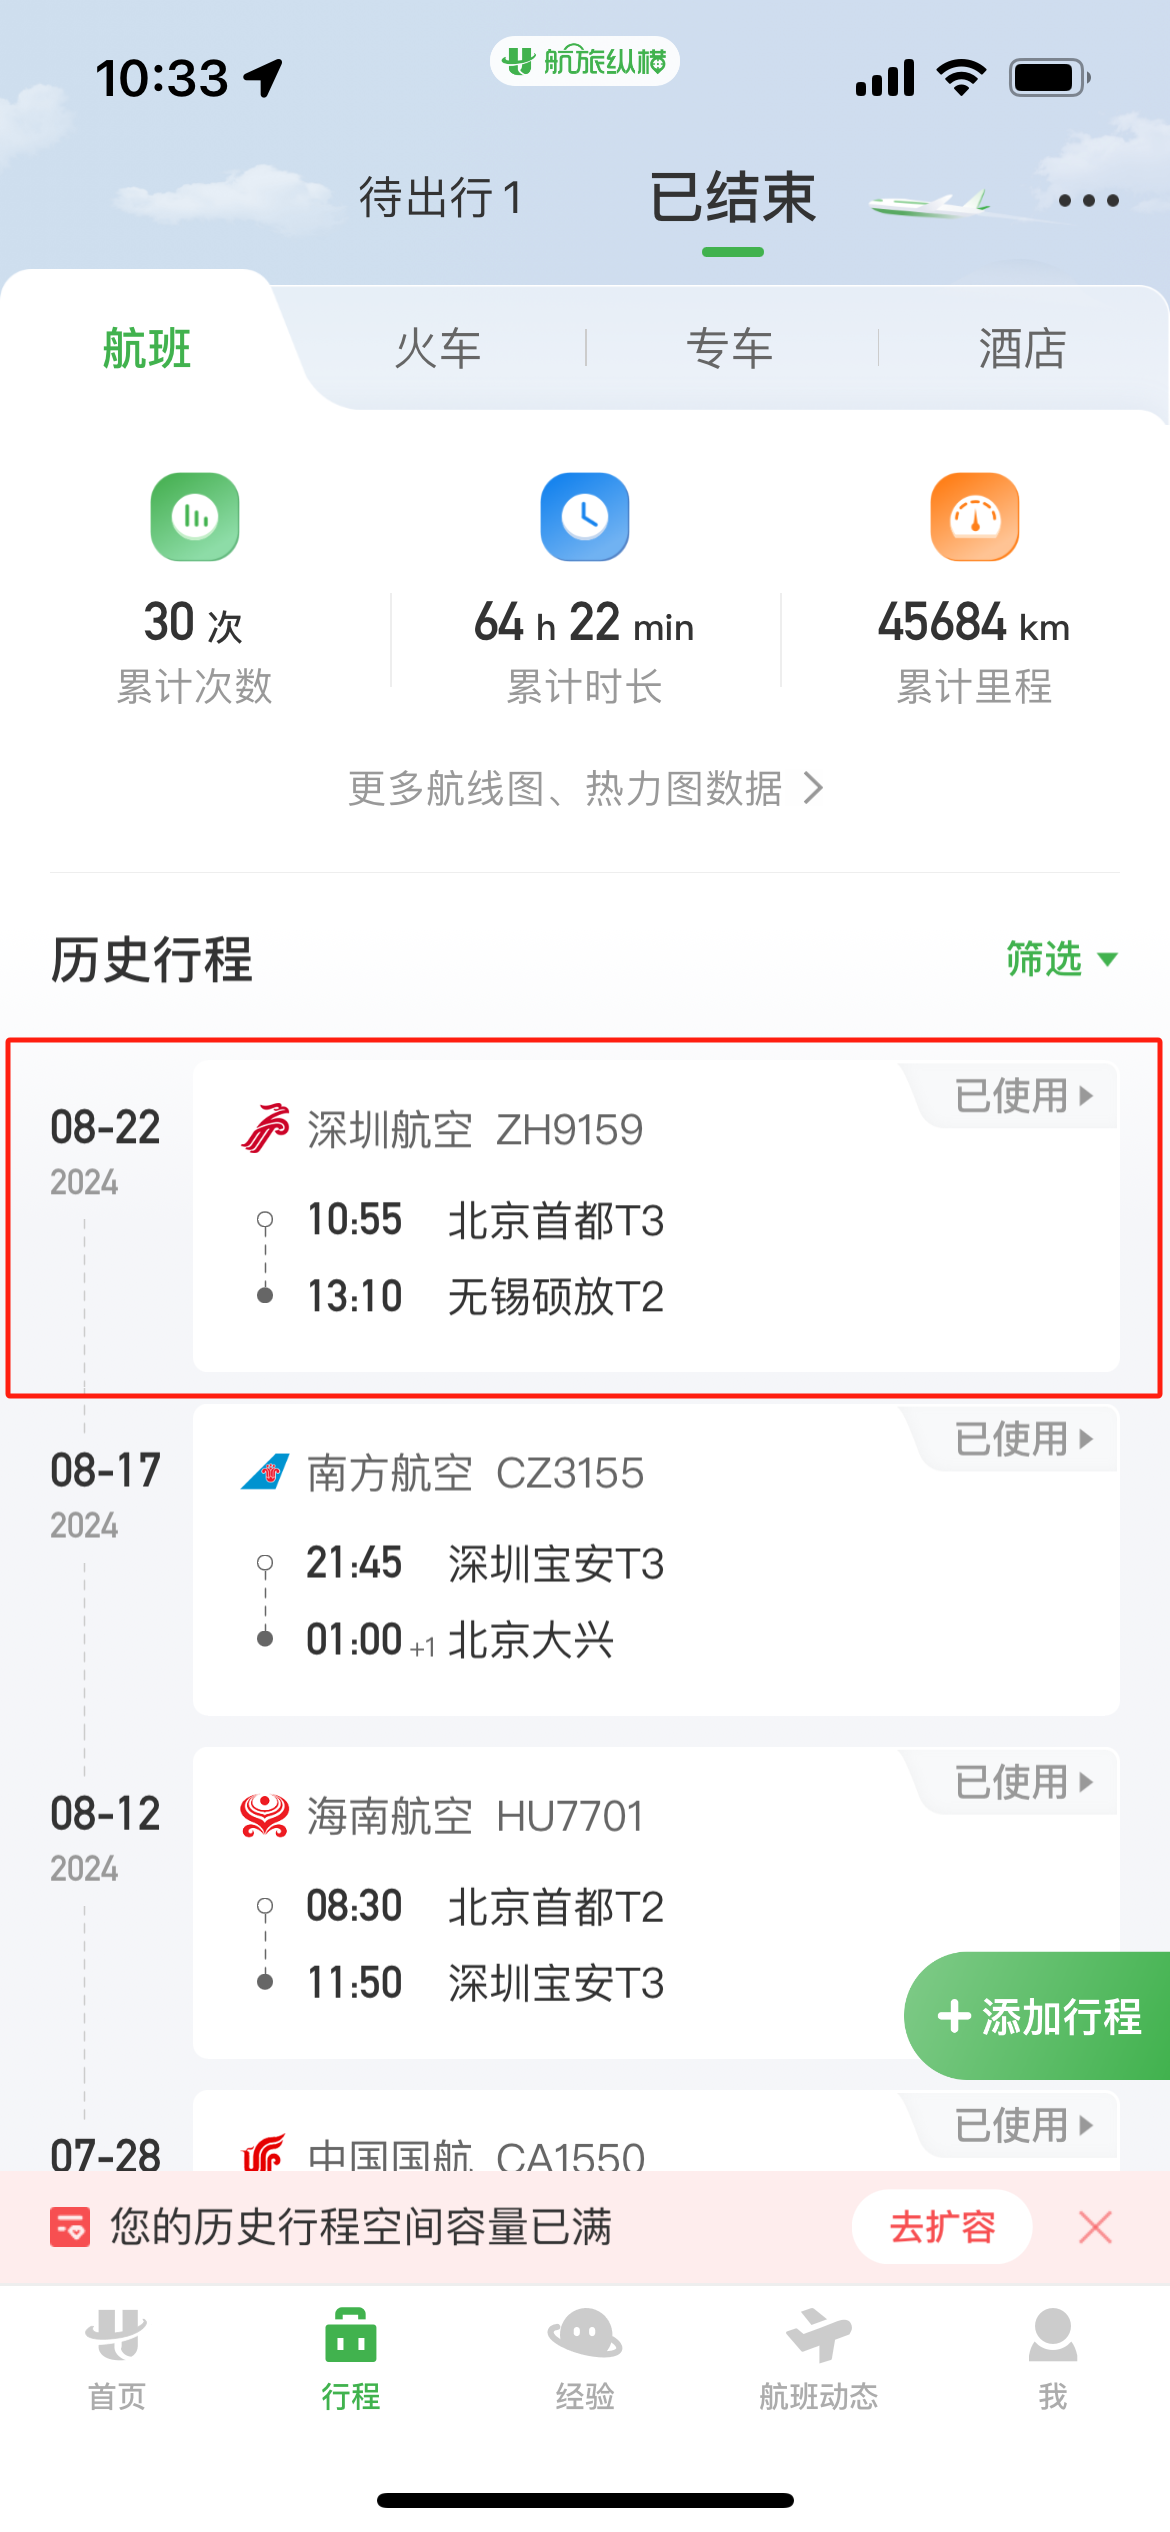 10:33
航旅纵横
待出行 1
已结束
航班
火车
专车
酒店
30 次
64 h 22 min
45684 km
累计次数
累计时长
累计里程
更多航线图、热力图数据
历史行程
筛选
08-22
2024
深圳航空 ZH9159
已使用
10:55 北京首都T3
13:10 无锡硕放T2
08-17
2024
南方航空 CZ3155
已使用
21:45 深圳宝安T3
01:00 +1 北京大兴
08-12
2024
海南航空 HU7701
已使用
08:30 北京首都T2
11:50 深圳宝安T3
添加行程
07-28
中国国航 CA1550
已使用
您的历史行程空间容量已满
去扩容
首页
行程
经验
航班动态
我